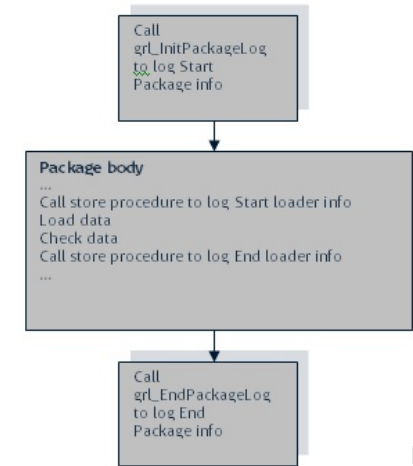 Call
grl_InitPackageLog
to log Start
Package info
Package body
...
Call store procedure to log Start loader info
Load data
Check data
Call store procedure to log End loader info
...
Call
grl_EndPackageLog
to log End
Package info